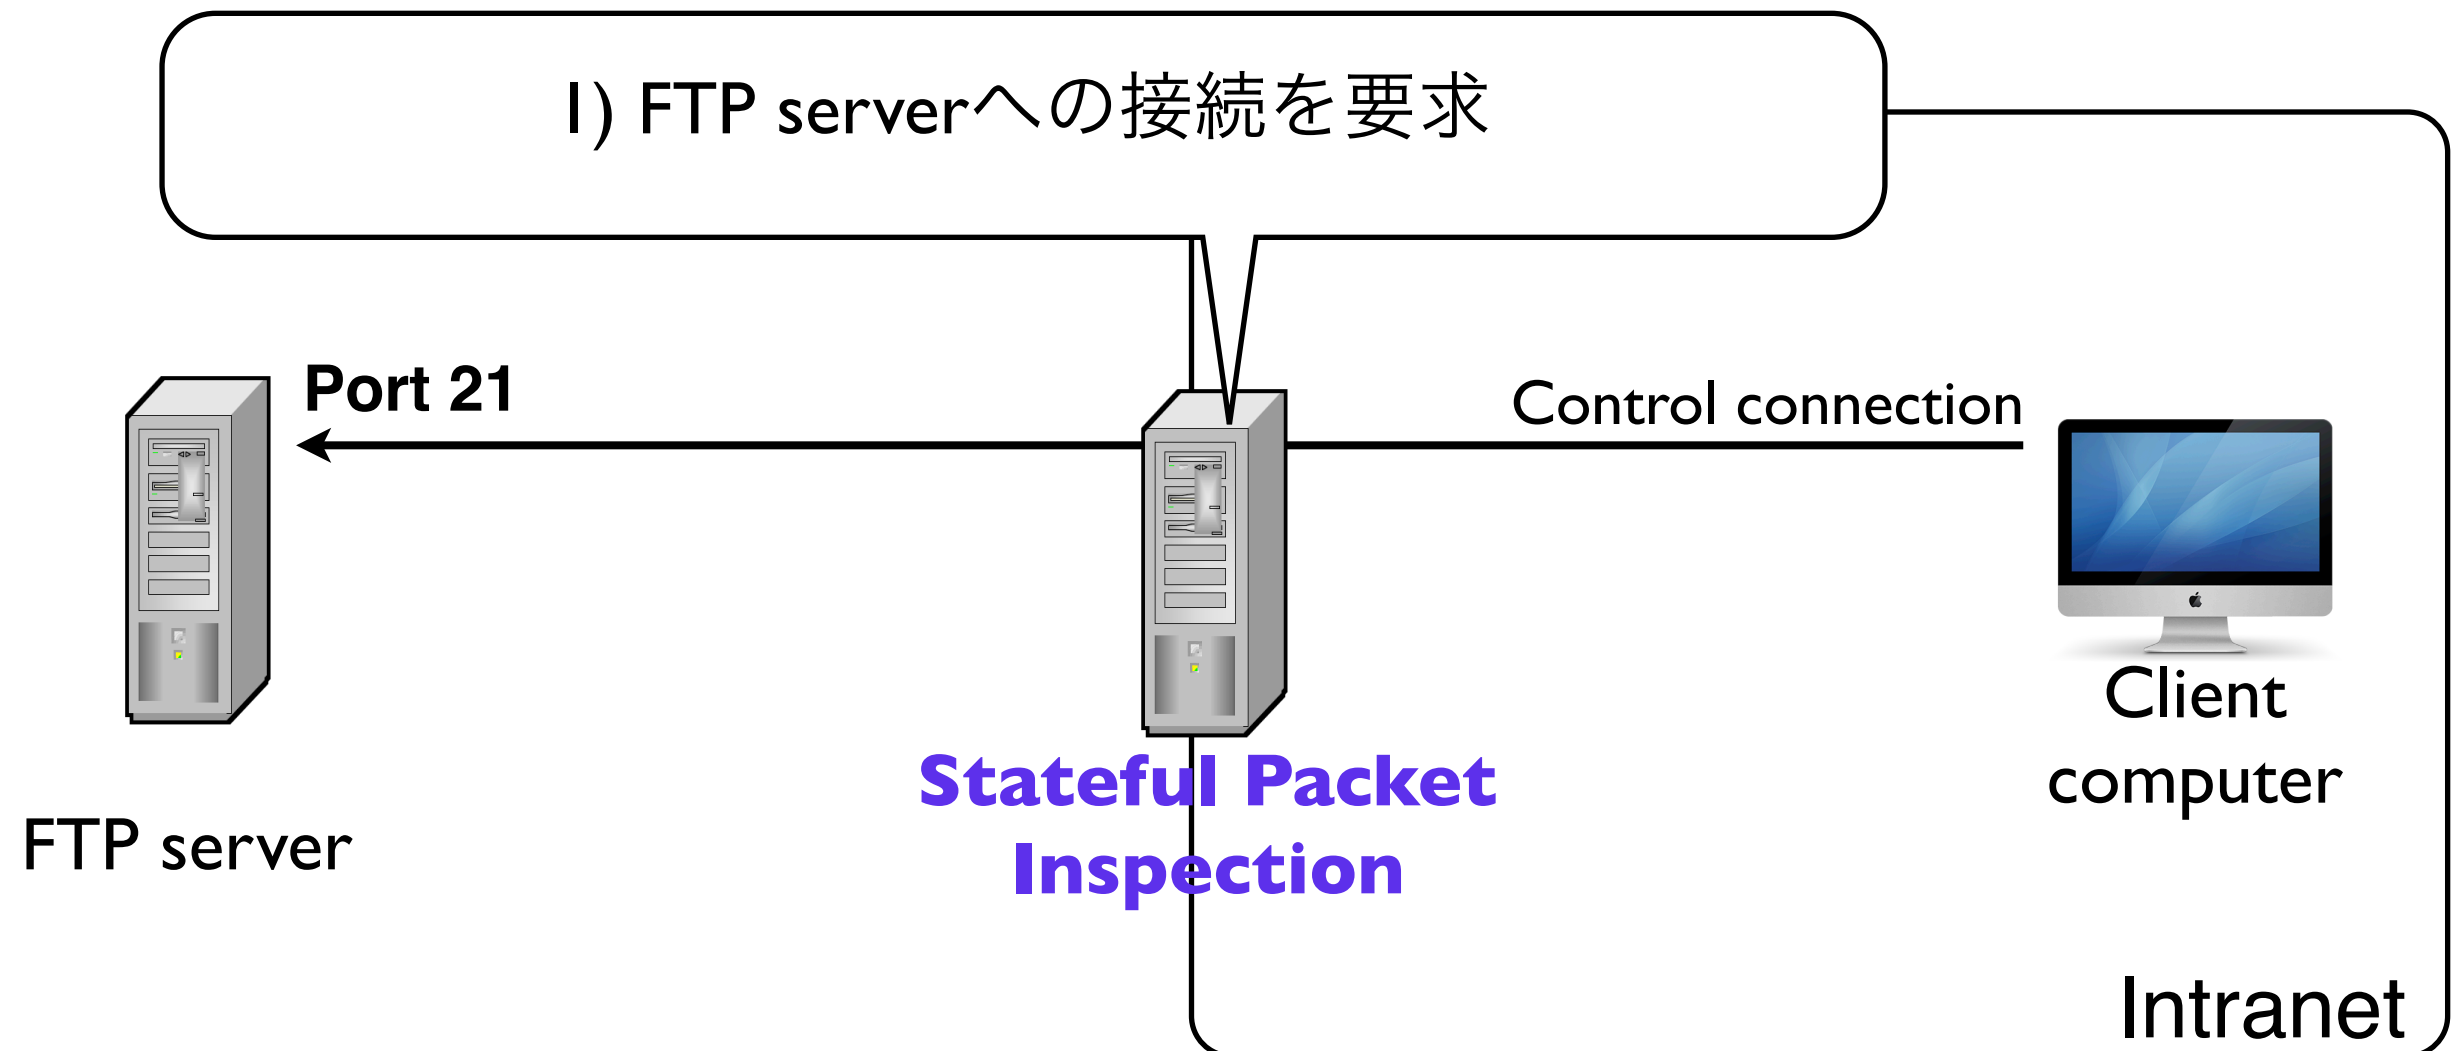 1) FTP serverへの接続を要求
Port 21
Control connection
Client
computer
Stateful Packet
Inspection
FTP server
Intranet